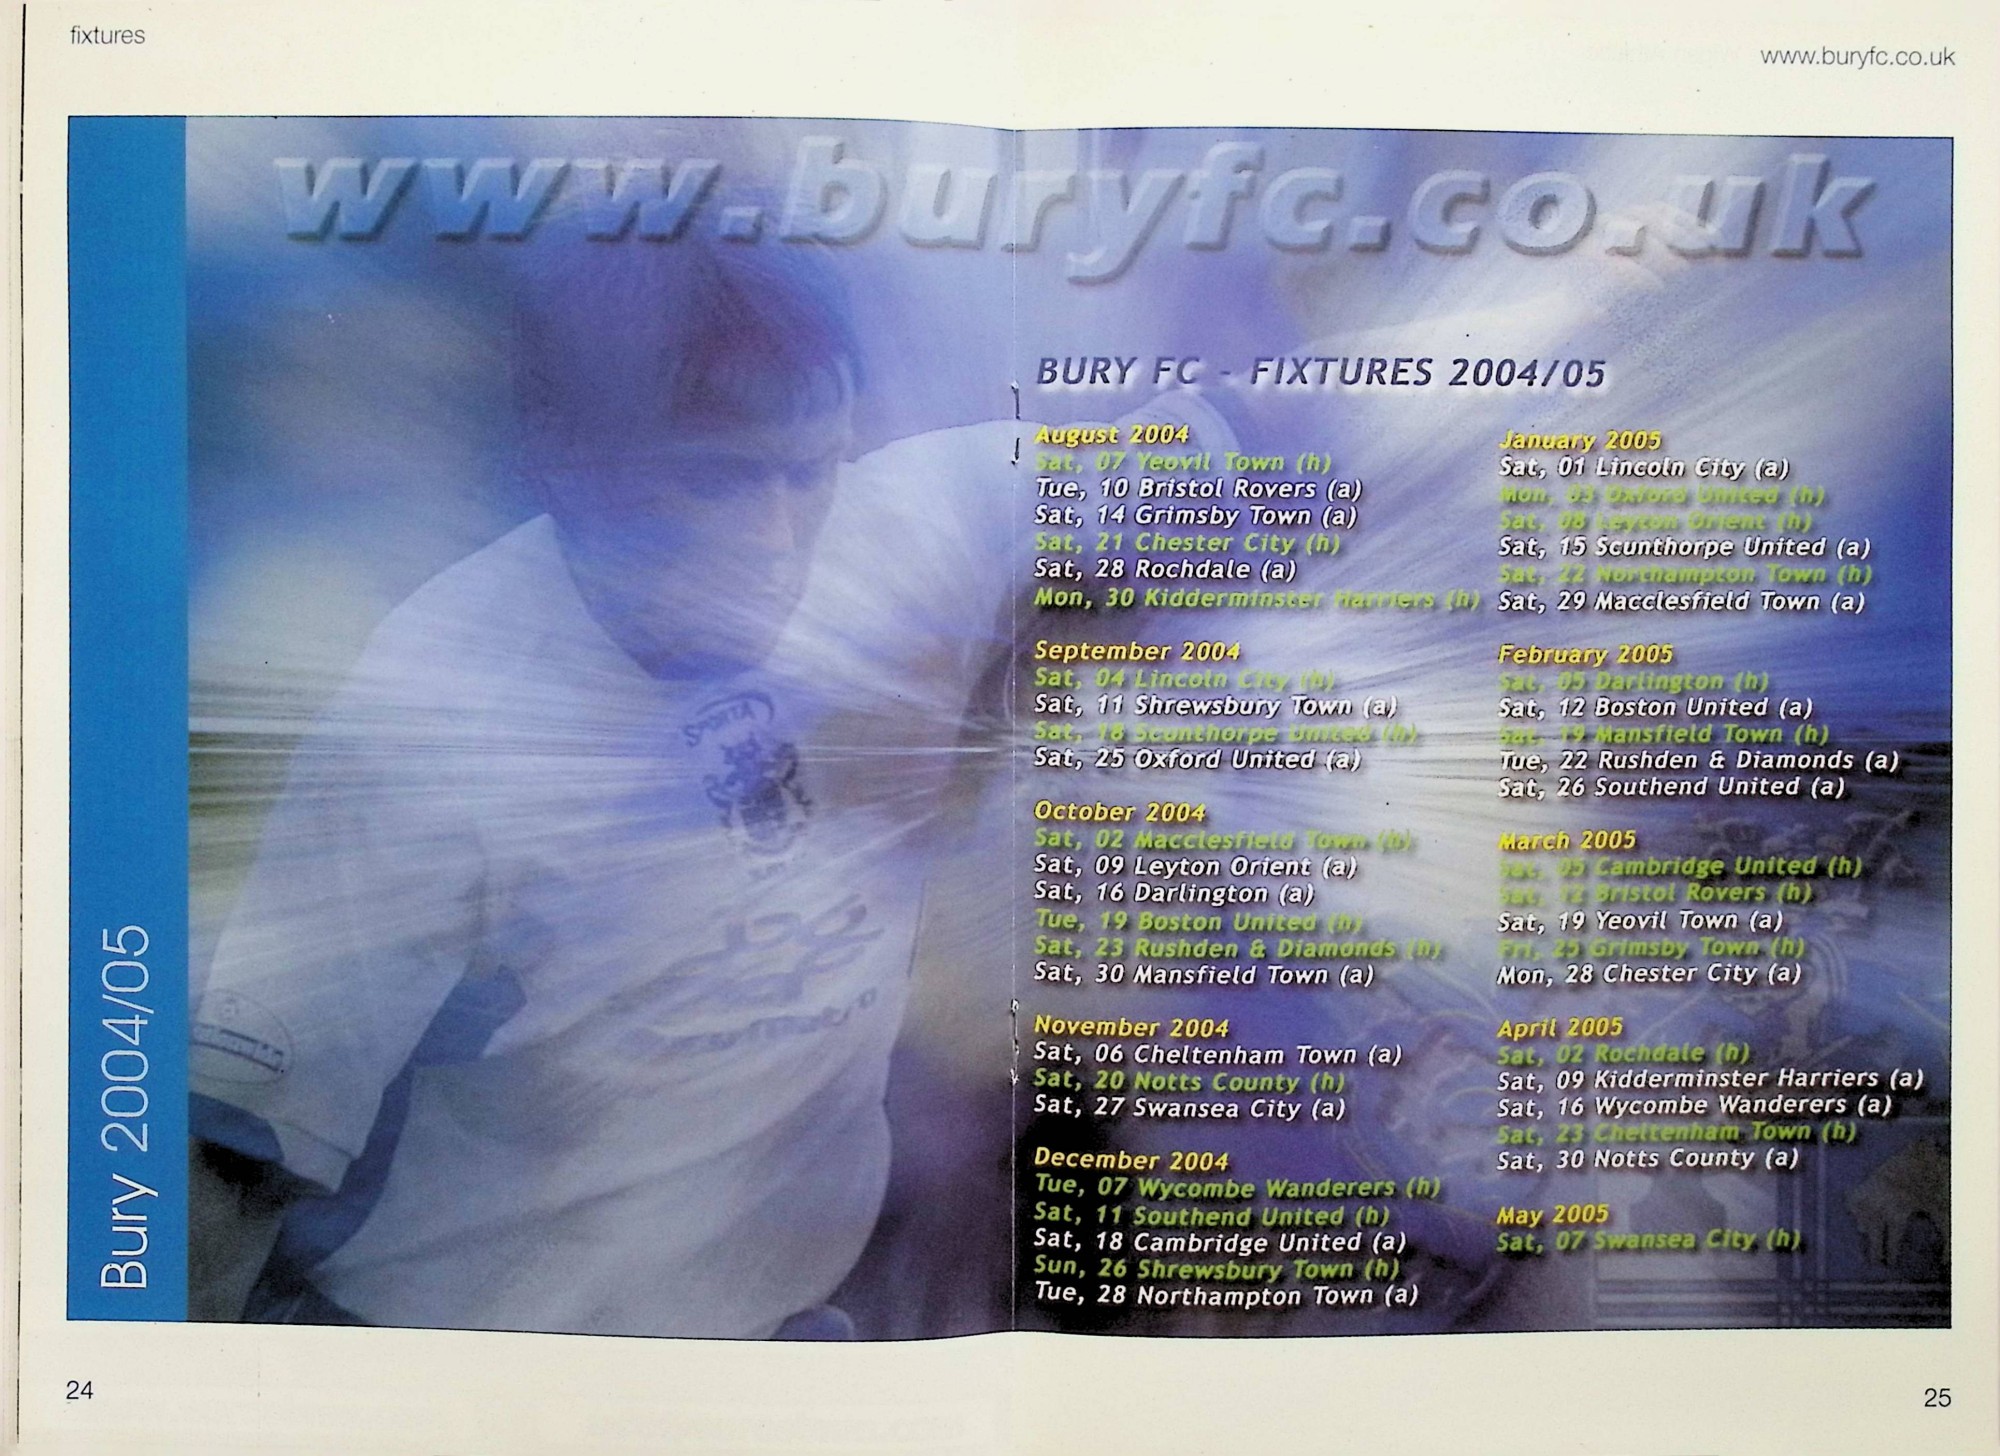 fixtures
www.buryfc.co.uk
www.buryfc.co.uk
Bury 2004/05
BURY FC - FIXTURES 2004/05
August 2004
Sat, 07 Yeovil Town (h)
Tue, 10 Bristol Rovers (a)
Sat, 14 Grimsby Town (a)
Sat, 21 Chester City (h)
Sat, 28 Rochdale (a)
Mon, 30 Kidderminster Harriers (h)
September 2004
Sat, 04 Lincoln City (h)
Sat, 11 Shrewsbury Town (a)
Sat, 18 Scunthorpe United (h)
Sat, 25 Oxford United (a)
October 2004
Sat, 02 Macclesfield Town (h)
Sat, 09 Leyton Orient (a)
Sat, 16 Darlington (a)
Tue, 19 Boston United (h)
Sat, 23 Rushden & Diamonds (h)
Sat, 30 Mansfield Town (a)
November 2004
Sat, 06 Cheltenham Town (a)
Sat, 20 Notts County (h)
Sat, 27 Swansea City (a)
December 2004
Tue, 07 Wycombe Wanderers (h)
Sat, 11 Southend United (h)
Sat, 18 Cambridge United (a)
Sun, 26 Shrewsbury Town (h)
Tue, 28 Northampton Town (a)
January 2005
Sat, 01 Lincoln City (a)
Mon, 03 Oxford United (h)
Sat, 08 Leyton Orient (h)
Sat, 15 Scunthorpe United (a)
Sat, 22 Northampton Town (h)
Sat, 29 Macclesfield Town (a)
February 2005
Sat, 05 Darlington (h)
Sat, 12 Boston United (a)
Sat, 19 Mansfield Town (h)
Tue, 22 Rushden & Diamonds (a)
Sat, 26 Southend United (a)
March 2005
Sat, 05 Cambridge United (h)
Sat, 12 Bristol Rovers (h)
Sat, 19 Yeovil Town (a)
Fri, 25 Grimsby Town (h)
Mon, 28 Chester City (a)
April 2005
Sat, 02 Rochdale (h)
Sat, 09 Kidderminster Harriers (a)
Sat, 16 Wycombe Wanderers (a)
Sat, 23 Cheltenham Town (h)
Sat, 30 Notts County (a)
May 2005
Sat, 07 Swansea City (h)
24
25